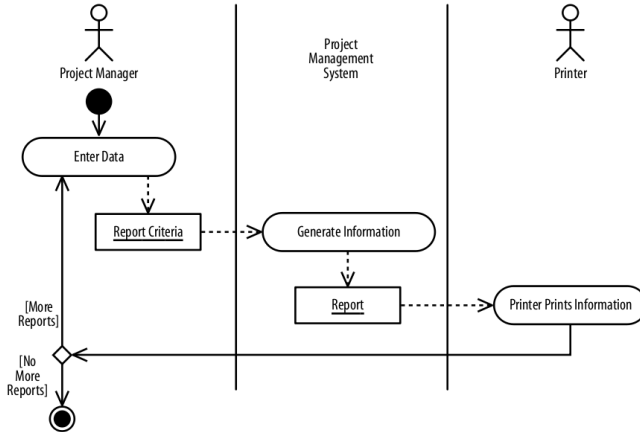 Project Manager
Project
Management
System
Printer
Enter Data
Report Criteria
Generate Information
Report
Printer Prints Information
[More
Reports]
[No
More
Reports]